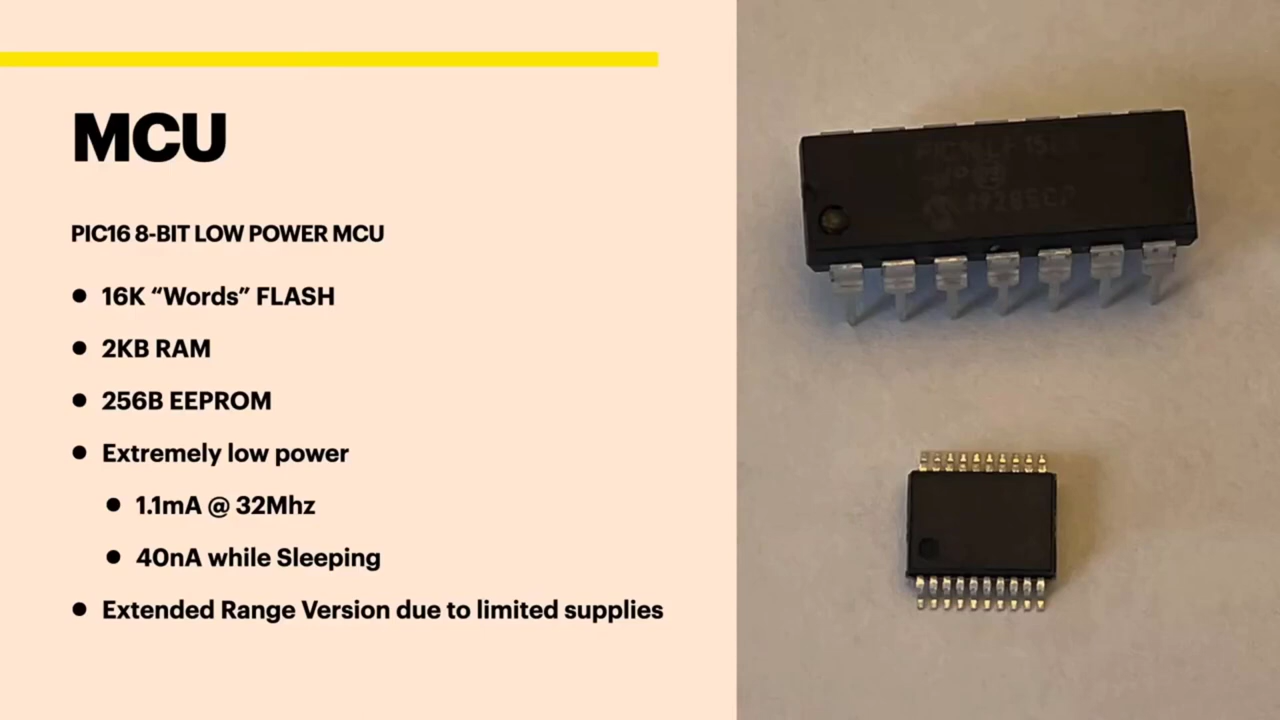 MCU
PIC16 8-BIT LOW POWER MCU
16K “Words” FLASH
2KB RAM
256B EEPROM
Extremely low power
1.1mA @ 32Mhz
40nA while Sleeping
Extended Range Version due to limited supplies